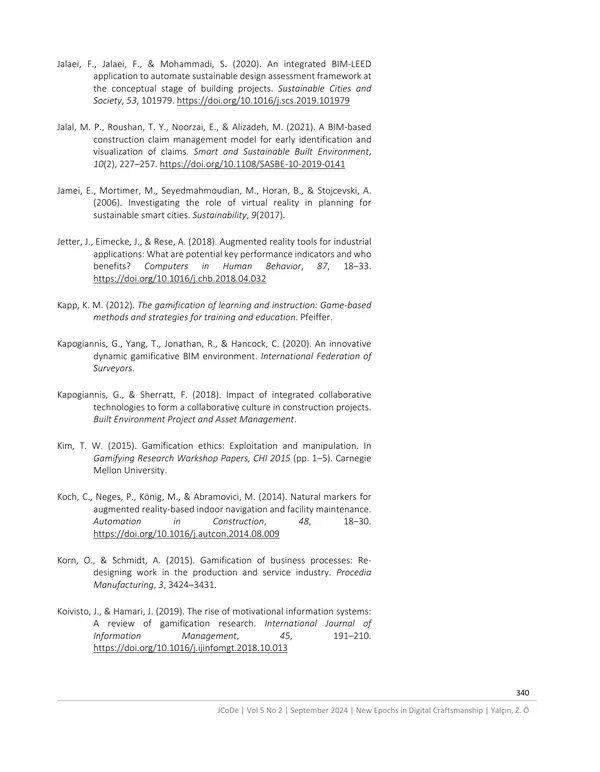 Jalaei, F., Jalaei, F., & Mohammadi, S. (2020). An integrated BIM-LEED
application to automate sustainable design assessment framework at
the conceptual stage of building projects. Sustainable Cities and
Society, 53, 101979. https://doi.org/10.1016/j.scs.2019.101979
Jalal, M. P., Roushan, T. Y., Noorzai, E., & Alizadeh, M. (2021). A BIM-based
construction claim management model for early identification and
visualization of claims. Smart and Sustainable Built Environment,
10(2), 227–257. https://doi.org/10.1108/SASBE-10-2019-0141
Jamei, E., Mortimer, M., Seyedmahmoudian, M., Horan, B., & Stojcevski, A.
(2006). Investigating the role of virtual reality in planning for
sustainable smart cities. Sustainability, 9(2017).
Jetter, J., Eimecke, J., & Rese, A. (2018). Augmented reality tools for industrial
applications: What are potential key performance indicators and who
benefits? Computers in Human Behavior, 87, 18–33.
https://doi.org/10.1016/j.chb.2018.04.032
Kapp, K. M. (2012). The gamification of learning and instruction: Game-based
methods and strategies for training and education. Pfeiffer.
Kapogiannis, G., Yang, T., Jonathan, R., & Hancock, C. (2020). An innovative
dynamic gamificative BIM environment. International Federation of
Surveyors.
Kapogiannis, G., & Sherratt, F. (2018). Impact of integrated collaborative
technologies to form a collaborative culture in construction projects.
Built Environment Project and Asset Management.
Kim, T. W. (2015). Gamification ethics: Exploitation and manipulation. In
Gamifying Research Workshop Papers, CHI 2015 (pp. 1–5). Carnegie
Mellon University.
Koch, C., Neges, P., König, M., & Abramovici, M. (2014). Natural markers for
augmented reality-based indoor navigation and facility maintenance.
Automation in Construction, 48, 18–30.
https://doi.org/10.1016/j.autcon.2014.08.009
Korn, O., & Schmidt, A. (2015). Gamification of business processes: Re-
designing work in the production and service industry. Procedia
Manufacturing, 3, 3424–3431.
Koivisto, J., & Hamari, J. (2019). The rise of motivational information systems:
A review of gamification research. International Journal of
Information Management, 45, 191–210.
https://doi.org/10.1016/j.ijinfomgt.2018.10.013
340
JCoDe | Vol 5 No 2 | September 2024 | New Epochs in Digital Craftsmanship | Yalçın, Z. Ö